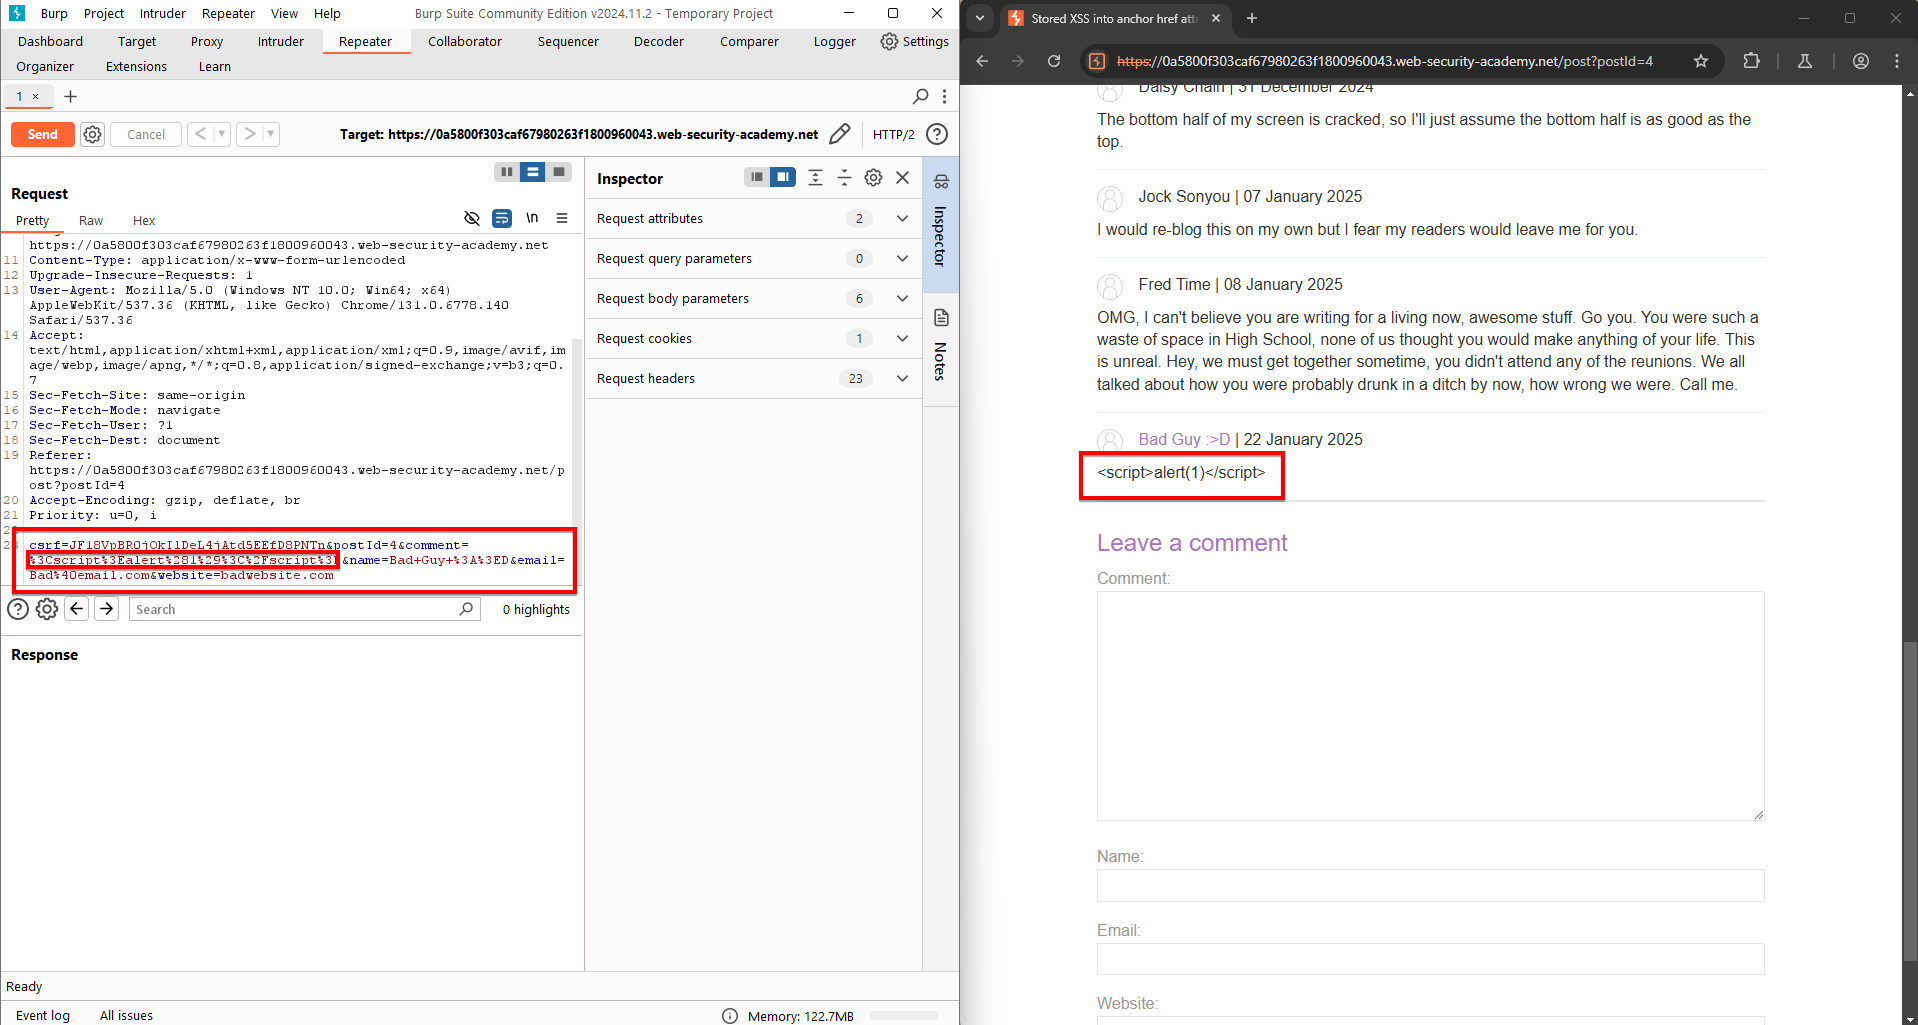 Burp Project Intruder Repeater View Help Burp Suite Community Edition v2024.11.2 - Temporary Project
Dashboard Target Proxy Intruder Repeater Collaborator Sequencer Decoder Comparer Logger Settings
Organizer Extensions Learn
1 × +
Send Cancel < > Target: https://0a5800f303caf67980263f1800960043.web-security-academy.net HTTP/2 ?
Request
Pretty Raw Hex \n
https://0a5800f303caf67980263f1800960043.web-security-academy.net
11 Content-Type: application/x-www-form-urlencoded
12 Upgrade-Insecure-Requests: 1
13 User-Agent: Mozilla/5.0 (Windows NT 10.0; Win64; x64)
AppleWebKit/537.36 (KHTML, like Gecko) Chrome/131.0.6778.140
Safari/537.36
14 Accept:
text/html,application/xhtml+xml,application/xml;q=0.9,image/avif,im
age/webp,image/apng,*/*;q=0.8,application/signed-exchange;v=b3;q=0.
7
15 Sec-Fetch-Site: same-origin
16 Sec-Fetch-Mode: navigate
17 Sec-Fetch-User: ?1
18 Sec-Fetch-Dest: document
19 Referer:
https://0a5800f303caf67980263f1800960043.web-security-academy.net/p
ost?postId=4
20 Accept-Encoding: gzip, deflate, br
21 Priority: u=0, i
csrf=JF18VpBROjOkIlDeL4jAtd5EEfD8PNTn&postId=4&comment=
%3Cscript%3Ealert%281%29%3C%2Fscript%3E&name=Bad+Guy+%3A%3ED&email=
Bad%40email.com&website=badwebsite.com
Search 0 highlights
Response
Inspector
Request attributes 2
Request query parameters 0
Request body parameters 6
Request cookies 1
Request headers 23
Inspector
Notes
Ready
Event log All issues Memory: 122.7MB
Stored XSS into anchor href att
https://0a5800f303caf67980263f1800960043.web-security-academy.net/post?postId=4
Daisy Chain | 31 December 2024
The bottom half of my screen is cracked, so I'll just assume the bottom half is as good as the
top.
Jock Sonyou | 07 January 2025
I would re-blog this on my own but I fear my readers would leave me for you.
Fred Time | 08 January 2025
OMG, I can't believe you are writing for a living now, awesome stuff. Go you. You were such a
waste of space in High School, none of us thought you would make anything of your life. This
is unreal. Hey, we must get together sometime, you didn't attend any of the reunions. We all
talked about how you were probably drunk in a ditch by now, how wrong we were. Call me.
Bad Guy :>D | 22 January 2025
<script>alert(1)</script>
Leave a comment
Comment:
Name:
Email:
Website: